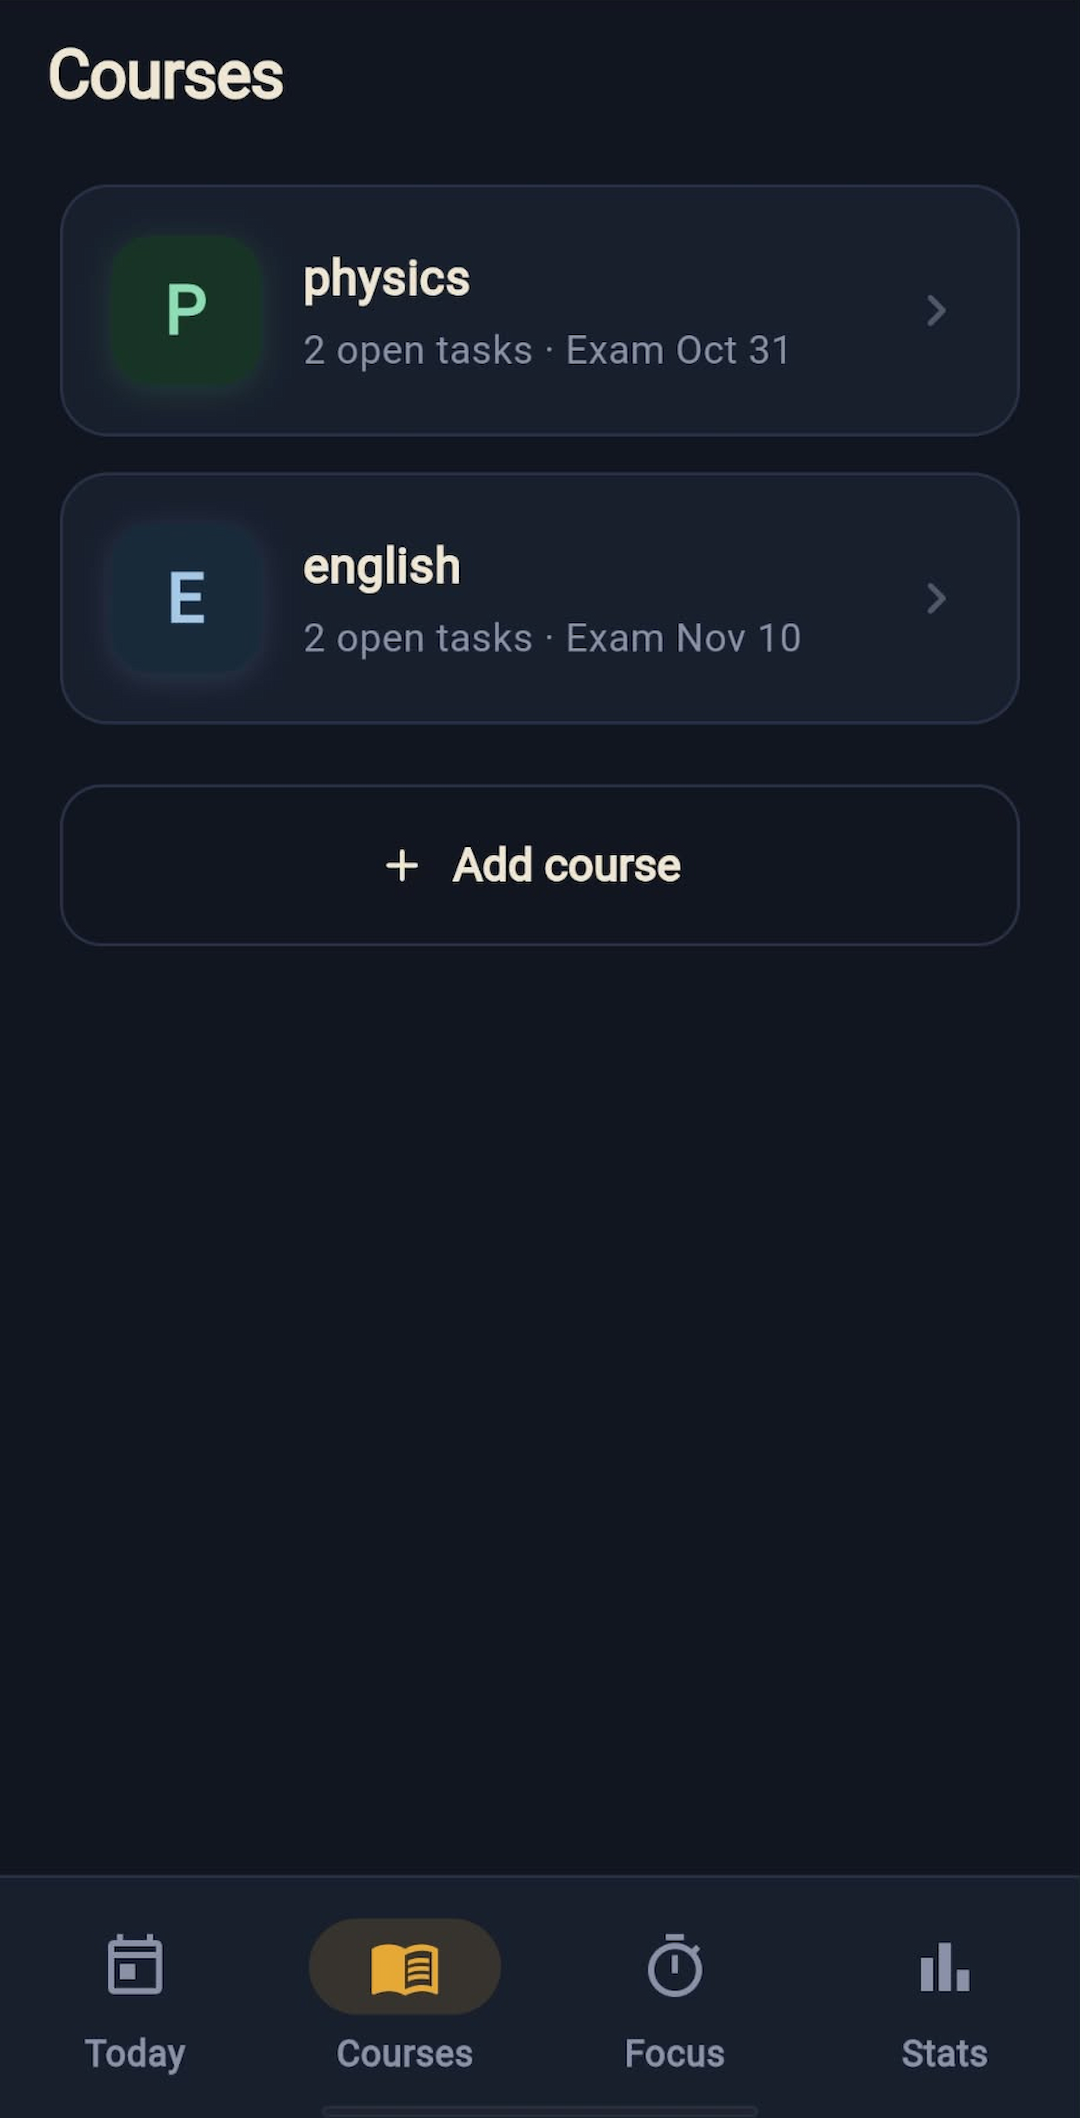 Courses
P
physics
2 open tasks · Exam Oct 31
E
english
2 open tasks · Exam Nov 10
+ Add course
Today
Courses
Focus
Stats